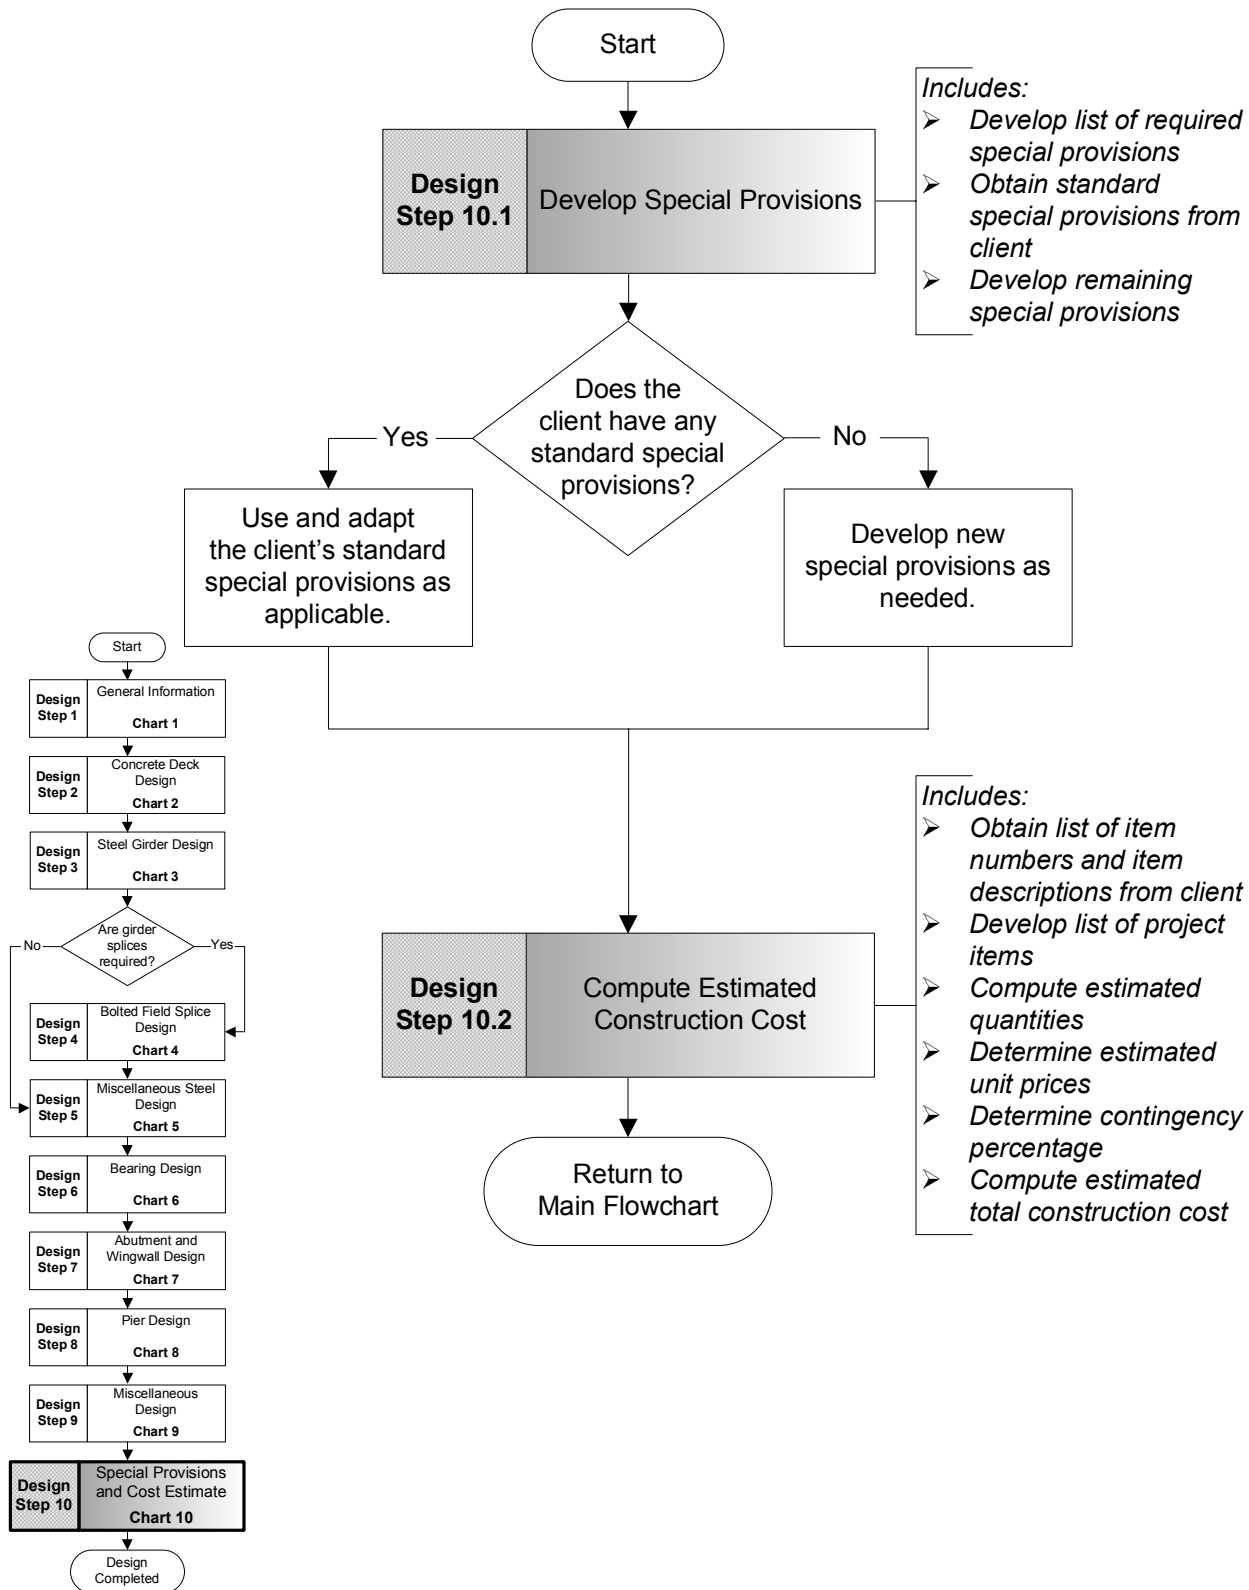 Start
Design
Step 10.1
Develop Special Provisions
Includes:
➢ Develop list of required
special provisions
➢ Obtain standard
special provisions from
client
➢ Develop remaining
special provisions
Does the
client have any
standard special
provisions?
Yes
No
Use and adapt
the client's standard
special provisions as
applicable.
Develop new
special provisions as
needed.
Design
Step 10.2
Compute Estimated
Construction Cost
Includes:
➢ Obtain list of item
numbers and item
descriptions from client
➢ Develop list of project
items
➢ Compute estimated
quantities
➢ Determine estimated
unit prices
➢ Determine contingency
percentage
➢ Compute estimated
total construction cost
Return to
Main Flowchart
Start
Design
Step 1
General Information
Chart 1
Design
Step 2
Concrete Deck
Design
Chart 2
Design
Step 3
Steel Girder Design
Chart 3
Are girder
splices
required?
No
Yes
Design
Step 4
Bolted Field Splice
Design
Chart 4
Design
Step 5
Miscellaneous Steel
Design
Chart 5
Design
Step 6
Bearing Design
Chart 6
Design
Step 7
Abutment and
Wingwall Design
Chart 7
Design
Step 8
Pier Design
Chart 8
Design
Step 9
Miscellaneous
Design
Chart 9
Design
Step 10
Special Provisions
and Cost Estimate
Chart 10
Design
Completed